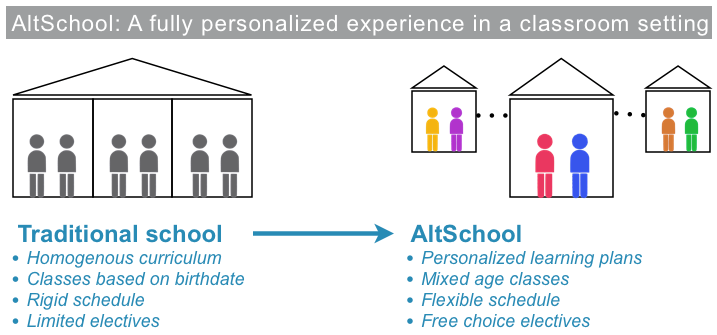 AltSchool: A fully personalized experience in a classroom setting
Traditional school
• Homogenous curriculum
• Classes based on birthdate
• Rigid schedule
• Limited electives
AltSchool
• Personalized learning plans
• Mixed age classes
• Flexible schedule
• Free choice electives